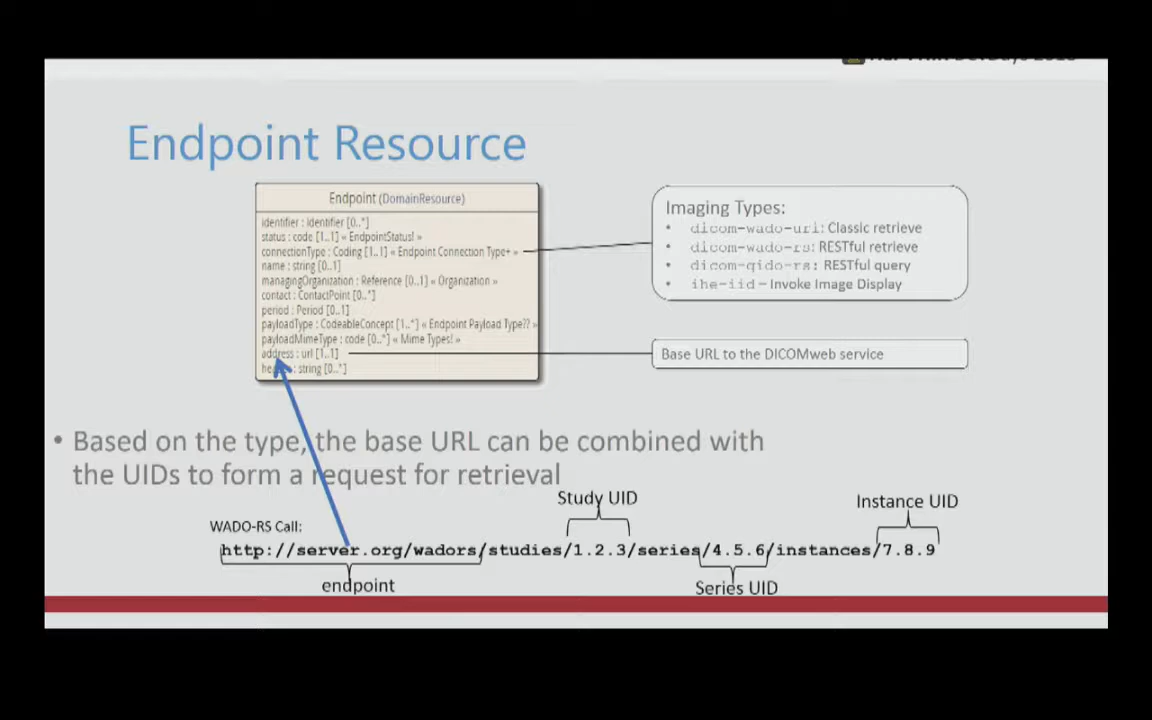 Endpoint Resource
Endpoint (DomainResource)
identifier : Identifier [0..*]
status : code [1..1] « EndpointStatus! »
connectionType : Coding [1..1] « Endpoint Connection Type+ »
name : string [0..1]
managingOrganization : Reference [0..1] « Organization »
contact : ContactPoint [0..*]
period : Period [0..1]
payloadType : CodeableConcept [1..*] « Endpoint Payload Type?? »
payloadMimeType : code [0..*] « Mime Types! »
address : url [1..1]
: string [0..*]
Imaging Types:
• dicom-wado-uri: Classic retrieve
• dicom-wado-rs: RESTful retrieve
• dicom-qido-rs: RESTful query
• ihe-iid – Invoke Image Display
Base URL to the DICOMweb service
• Based on the type, the base URL can be combined with
the UIDs to form a request for retrieval
Study UID
Instance UID
WADO-RS Call:
http://server.org/wadors/studies/1.2.3/series/4.5.6/instances/7.8.9
endpoint
Series UID